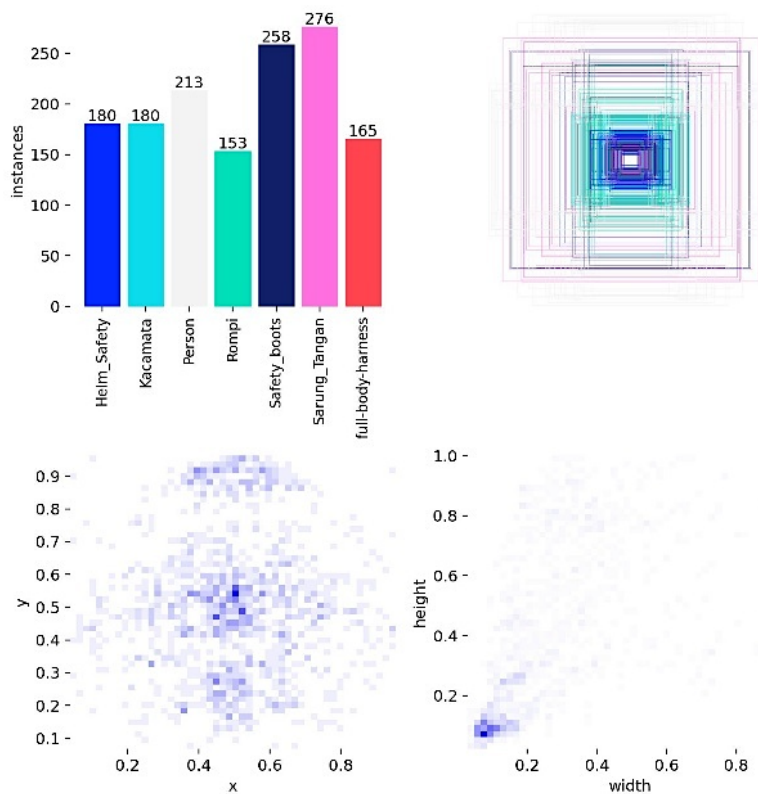 276
258
213
180
180
165
153
250
200
150
100
50
0
instances
Helm_Safety
Kacamata
Person
Rompi
Safety_boots
Sarung_Tangan
full-body-harness
0.9
0.8
0.7
0.6
0.5
0.4
0.3
0.2
0.1
y
0.2
0.4
0.6
0.8
x
1.0
0.8
0.6
0.4
0.2
height
0.2
0.4
0.6
0.8
width